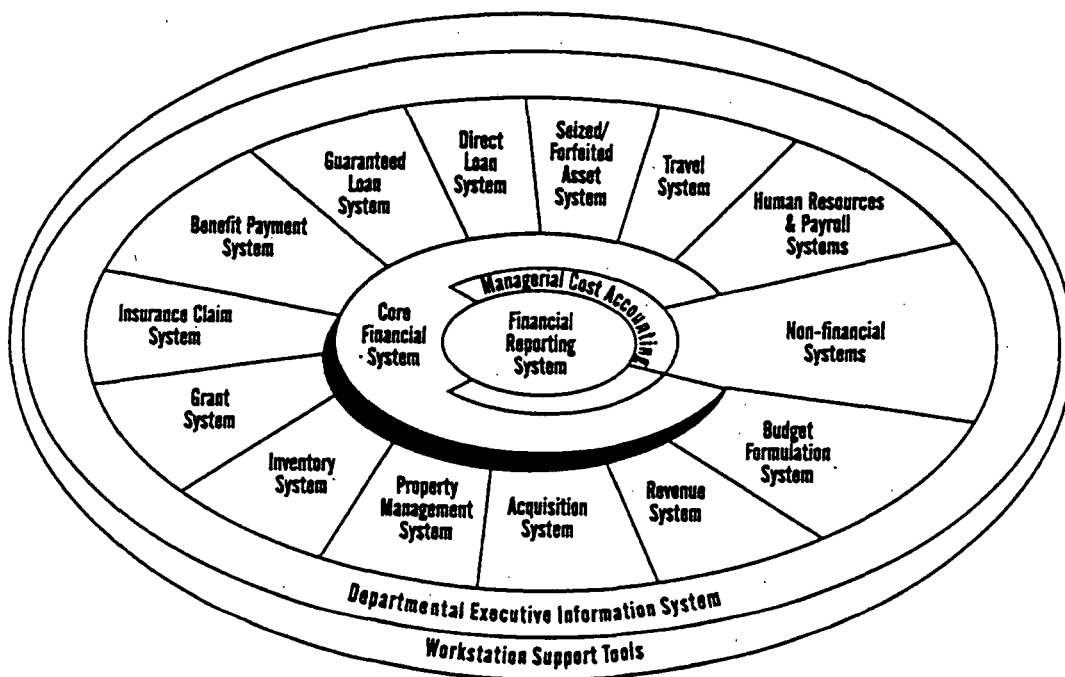 Direct
Loan
System
Seized/
Forfeited
Asset
System
Travel
System
Guaranteed
Loan
System
Human Resources
& Payroll
Systems
Benefit Payment
System
Insurance Claim
System
Core
Financial
System
Managerial Cost Accounting
Financial
Reporting
System
Non-financial
Systems
Grant
System
Inventory
System
Property
Management
System
Acquisition
System
Revenue
System
Budget
Formulation
System
Departmental Executive Information System
Workstation Support Tools